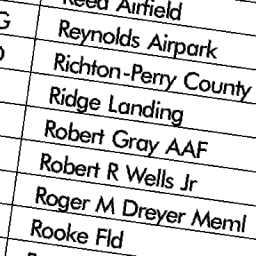 Reed Airfield
G Reynolds Airpark
Richton-Perry County
Ridge Landing
Robert Gray AAF
Robert R Wells Jr
Roger M Dreyer Meml
Rooke Fld